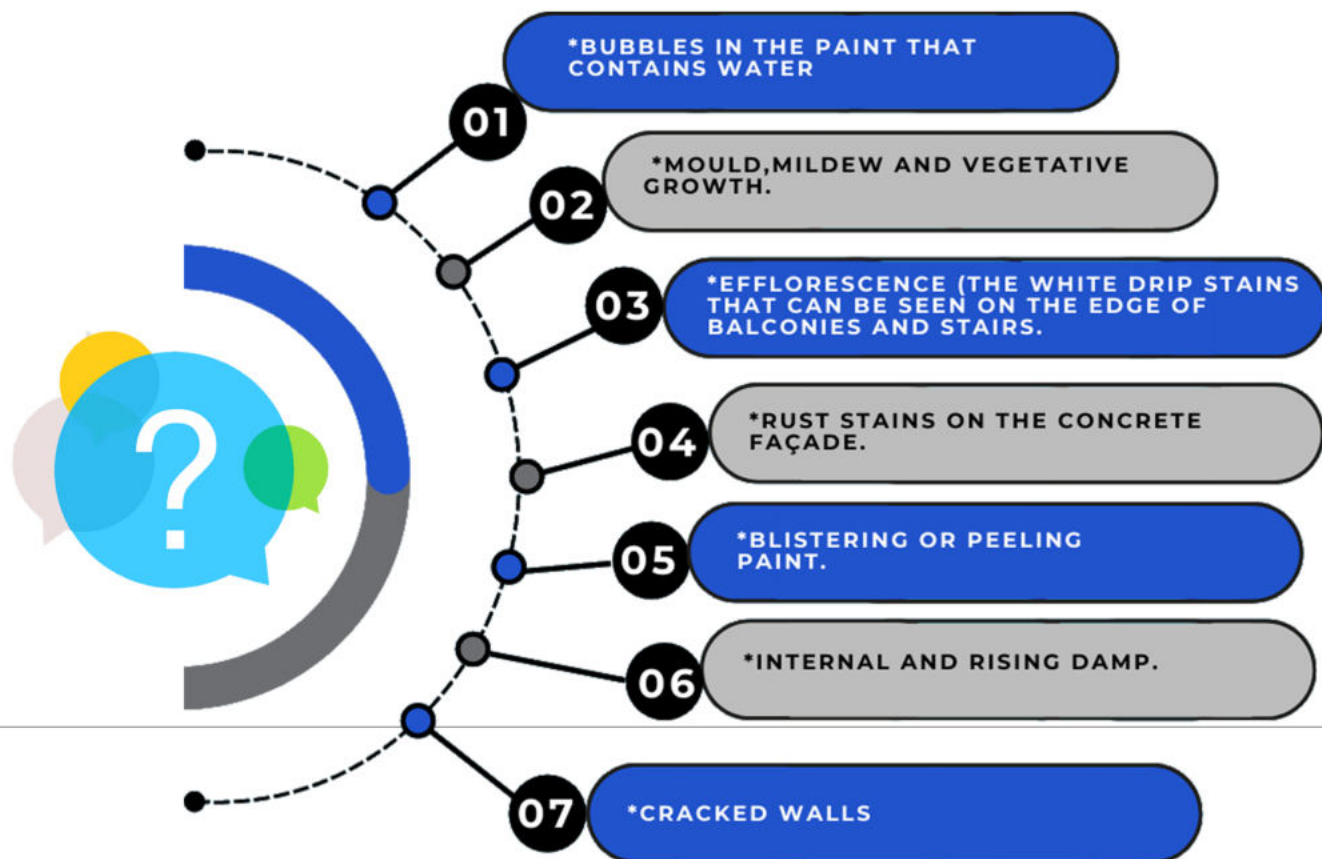 01
*BUBBLES IN THE PAINT THAT
CONTAINS WATER
02
*MOULD,MILDEW AND VEGETATIVE
GROWTH.
03
*EFFLORESCENCE (THE WHITE DRIP STAINS
THAT CAN BE SEEN ON THE EDGE OF
BALCONIES AND STAIRS.
04
*RUST STAINS ON THE CONCRETE
FAÇADE.
05
*BLISTERING OR PEELING
PAINT.
06
*INTERNAL AND RISING DAMP.
07
*CRACKED WALLS
?